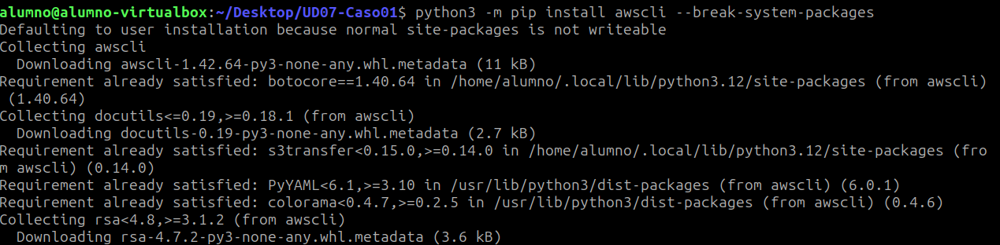 alumno@alumno-virtualbox:~/Desktop/UD07-Caso01$ python3 -m pip install awscli --break-system-packages
Defaulting to user installation because normal site-packages is not writeable
Collecting awscli
  Downloading awscli-1.42.64-py3-none-any.whl.metadata (11 kB)
Requirement already satisfied: botocore==1.40.64 in /home/alumno/.local/lib/python3.12/site-packages (from awscli)
 (1.40.64)
Collecting docutils<=0.19,>=0.18.1 (from awscli)
  Downloading docutils-0.19-py3-none-any.whl.metadata (2.7 kB)
Requirement already satisfied: s3transfer<0.15.0,>=0.14.0 in /home/alumno/.local/lib/python3.12/site-packages (fro
m awscli) (0.14.0)
Requirement already satisfied: PyYAML<6.1,>=3.10 in /usr/lib/python3/dist-packages (from awscli) (6.0.1)
Requirement already satisfied: colorama<0.4.7,>=0.2.5 in /usr/lib/python3/dist-packages (from awscli) (0.4.6)
Collecting rsa<4.8,>=3.1.2 (from awscli)
  Downloading rsa-4.7.2-py3-none-any.whl.metadata (3.6 kB)